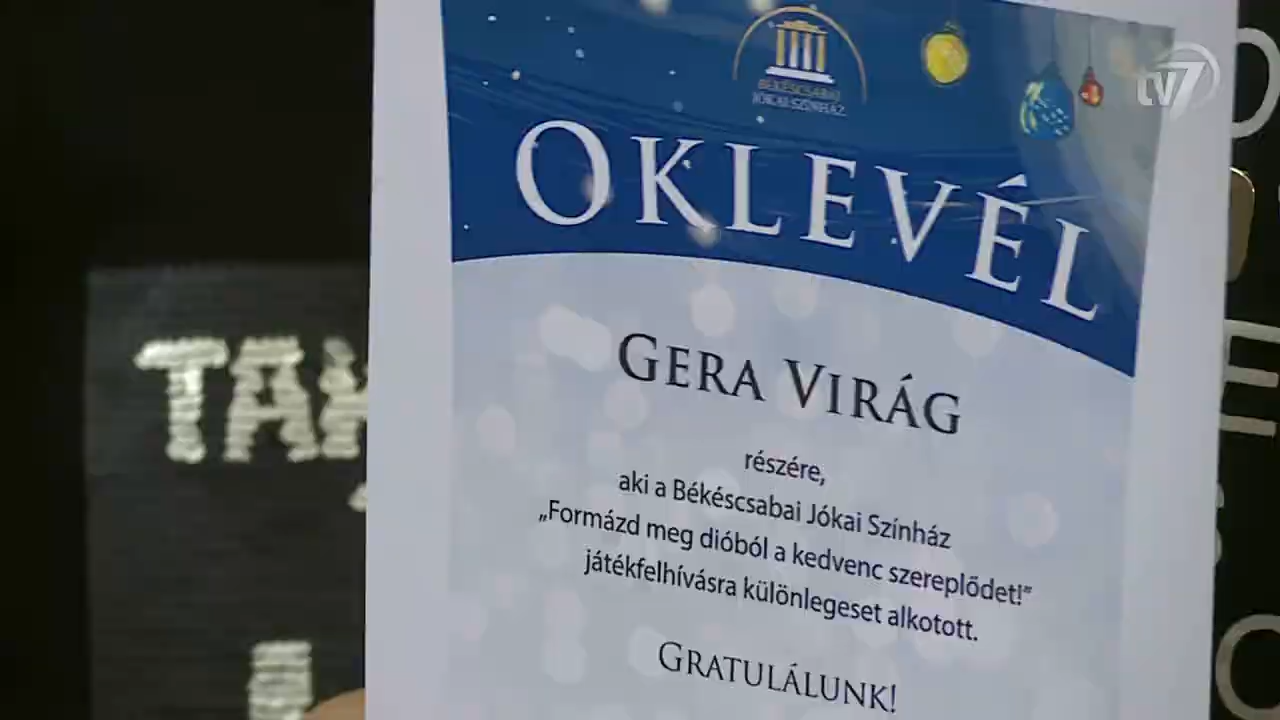 tv7
BÉKÉSCSABAI
JÓKAI SZÍNHÁZ
OKLEVÉL
GERA VIRÁG
részére,
aki a Békéscsabai Jókai Színház
„Formázd meg dióból a kedvenc szereplődet!”
játékfelhívásra különlegeset alkotott.
GRATULÁLUNK!